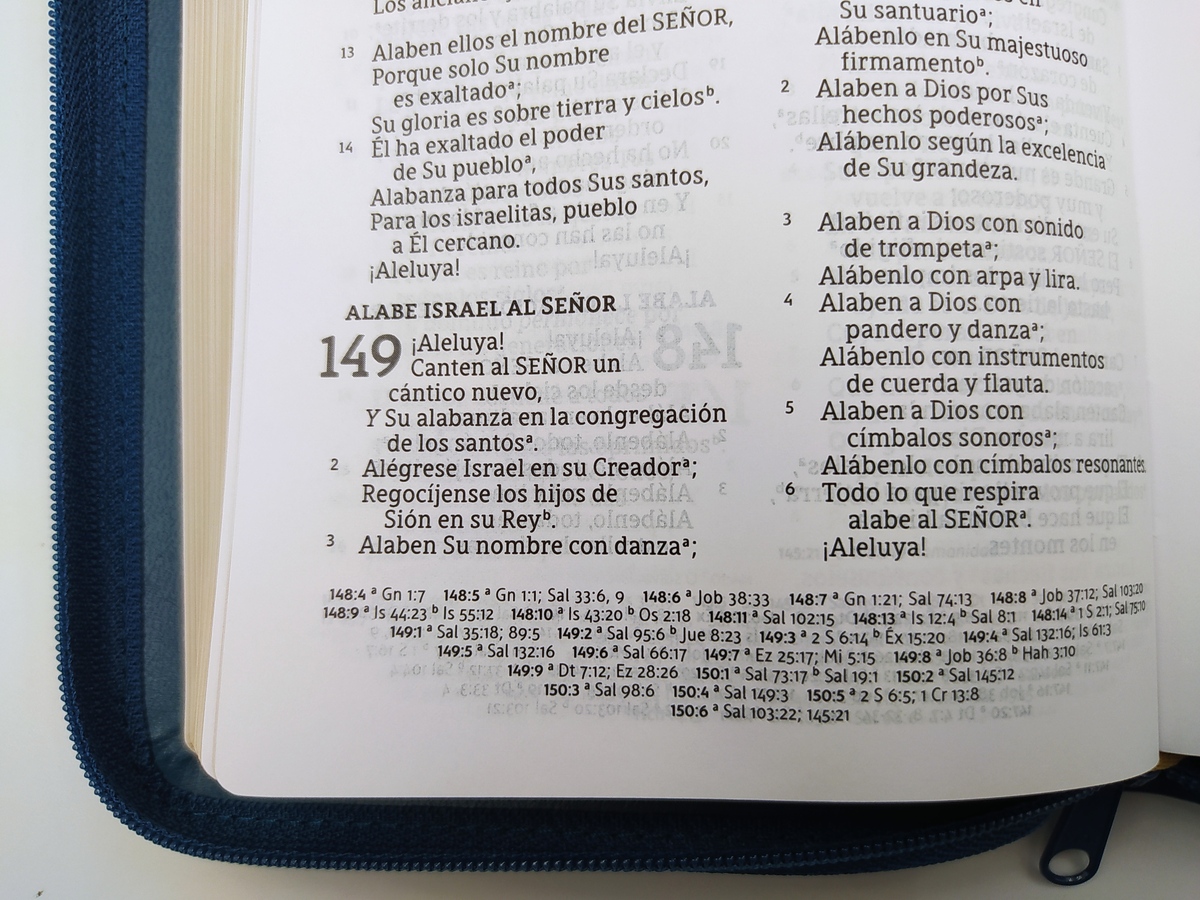 Los
13 Alaben ellos el nombre del SEÑOR,
Porque solo Su nombre
es exaltadoᵃ;
Su gloria es sobre tierra y cielosᵇ.
14 Él ha exaltado el poder
de Su puebloᵃ,
Alabanza para todos Sus santos,
Para los israelitas, pueblo
a Él cercano.
¡Aleluya!
ALABE ISRAEL AL SEÑOR
149 ¡Aleluya!
Canten al SEÑOR un
cántico nuevo,
Y Su alabanza en la congregación
de los santosᵃ.
2 Alégrese Israel en su Creadorᵃ;
Regocíjense los hijos de
Sión en su Reyᵇ.
3 Alaben Su nombre con danzaᵃ;
Su santuarioᵃ;
Alábenlo en Su majestuoso
firmamentoᵇ.
2 Alaben a Dios por Sus
hechos poderososᵃ;
Alábenlo según la excelencia
de Su grandeza.
3 Alaben a Dios con sonido
de trompetaᵃ;
Alábenlo con arpa y lira.
4 Alaben a Dios con
pandero y danzaᵃ;
Alábenlo con instrumentos
de cuerda y flauta.
5 Alaben a Dios con
címbalos sonorosᵃ;
Alábenlo con címbalos resonantes.
6 Todo lo que respira
alabe al SEÑORᵃ.
¡Aleluya!
148:4 ᵃ Gn 1:7 148:5 ᵃ Gn 1:1; Sal 33:6, 9 148:6 ᵃ Job 38:33 148:7 ᵃ Gn 1:21; Sal 74:13 148:8 ᵃ Job 37:12; Sal 103:20
148:9 ᵃ Is 44:23 ᵇ Is 55:12 148:10 ᵃ Is 43:20 ᵇ Os 2:18 148:11 ᵃ Sal 102:15 148:13 ᵃ Is 12:4 ᵇ Sal 8:1 148:14 ᵃ 1 S 2:1; Sal 75:10
149:1 ᵃ Sal 35:18; 89:5 149:2 ᵃ Sal 95:6 ᵇ Jue 8:23 149:3 ᵃ 2 S 6:14 ᵇ Éx 15:20 149:4 ᵃ Sal 132:16; Is 61:3
149:5 ᵃ Sal 132:16 149:6 ᵃ Sal 66:17 149:7 ᵃ Ez 25:17; Mi 5:15 149:8 ᵃ Job 36:8 ᵇ Hah 3:10
149:9 ᵃ Dt 7:12; Ez 28:26 150:1 ᵃ Sal 73:17 ᵇ Sal 19:1 150:2 ᵃ Sal 145:12
150:3 ᵃ Sal 98:6 150:4 ᵃ Sal 149:3 150:5 ᵃ 2 S 6:5; 1 Cr 13:8
150:6 ᵃ Sal 103:22; 145:21